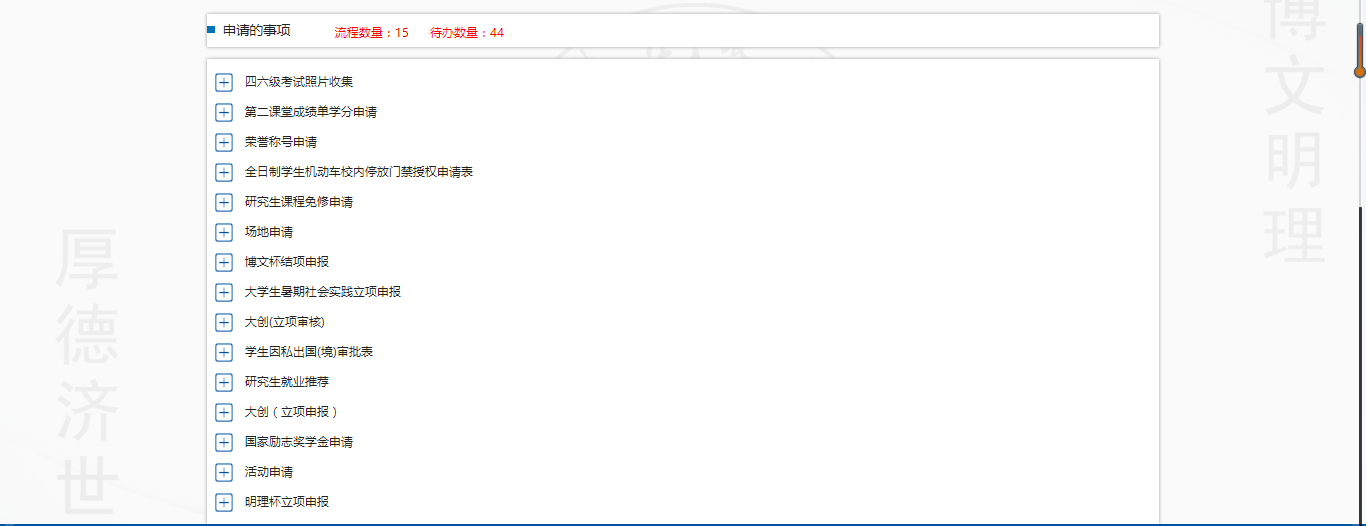 申请的事项 流程数量：15 待办数量：44
四六级考试照片收集
第二课堂成绩单学分申请
荣誉称号申请
全日制学生机动车校内停放门禁授权申请表
研究生课程免修申请
场地申请
博文杯结项申报
大学生暑期社会实践立项申报
大创(立项审核)
学生因私出国(境)审批表
研究生就业推荐
大创（立项申报）
国家励志奖学金申请
活动申请
明理杯立项申报
厚德济世
博文明理